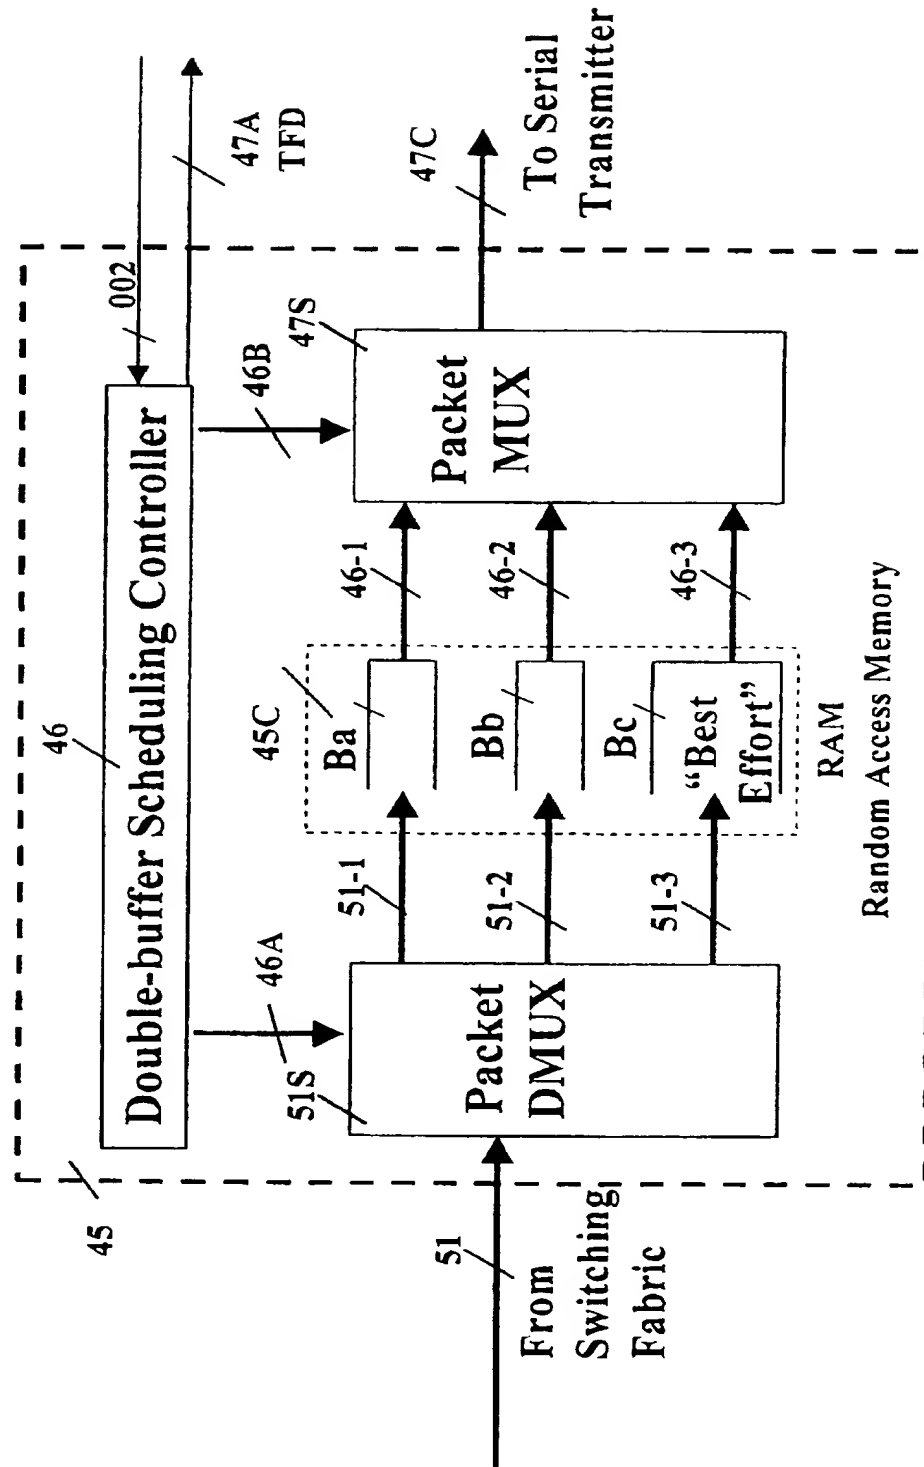 45
46
Double-buffer Scheduling Controller
002
47A
TFD
46A
46B
51S
47S
45C
51
From
Switching
Fabric
Packet
DMUX
51-1
51-2
51-3
Ba
Bb
Bc
“Best
Effort”
46-1
46-2
46-3
Packet
MUX
47C
To Serial
Transmitter
RAM
Random Access Memory